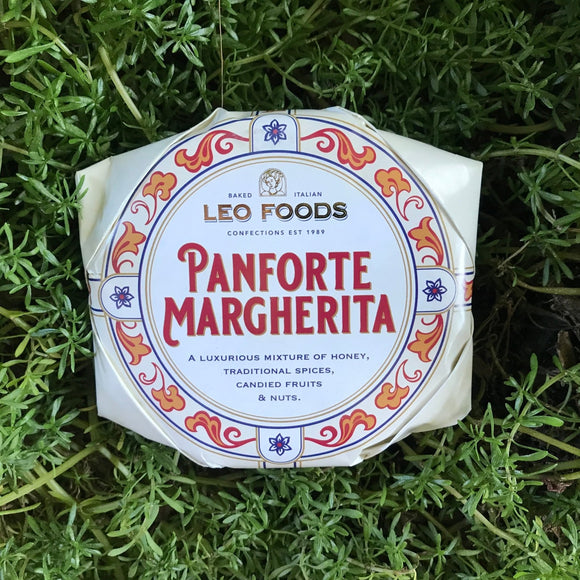 BAKED ITALIAN
LEO FOODS
CONFECTIONS EST 1989
PANFORTE
MARGHERITA
A LUXURIOUS MIXTURE OF HONEY,
TRADITIONAL SPICES,
CANDIED FRUITS
& NUTS.